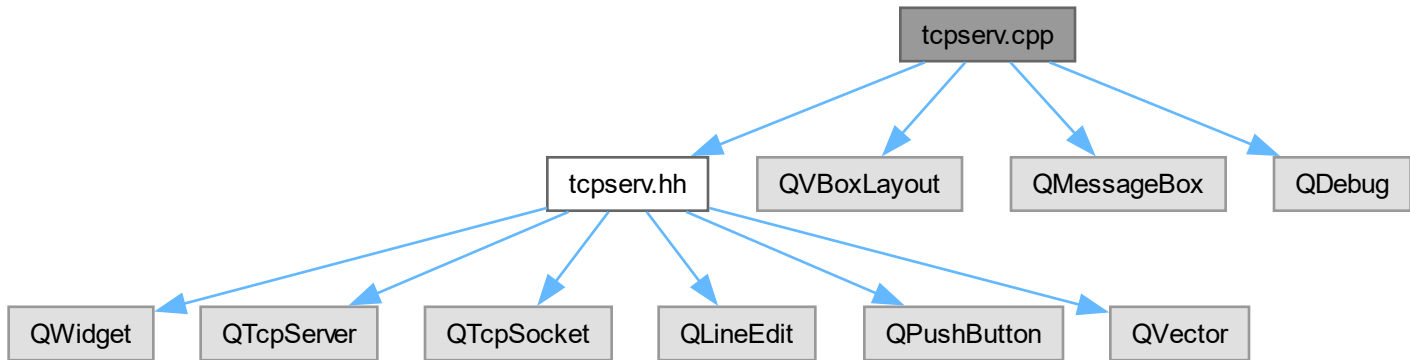 tcpserv.cpp
tcpserv.hh
QVBoxLayout
QMessageBox
QDebug
QWidget
QTcpServer
QTcpSocket
QLineEdit
QPushButton
QVector